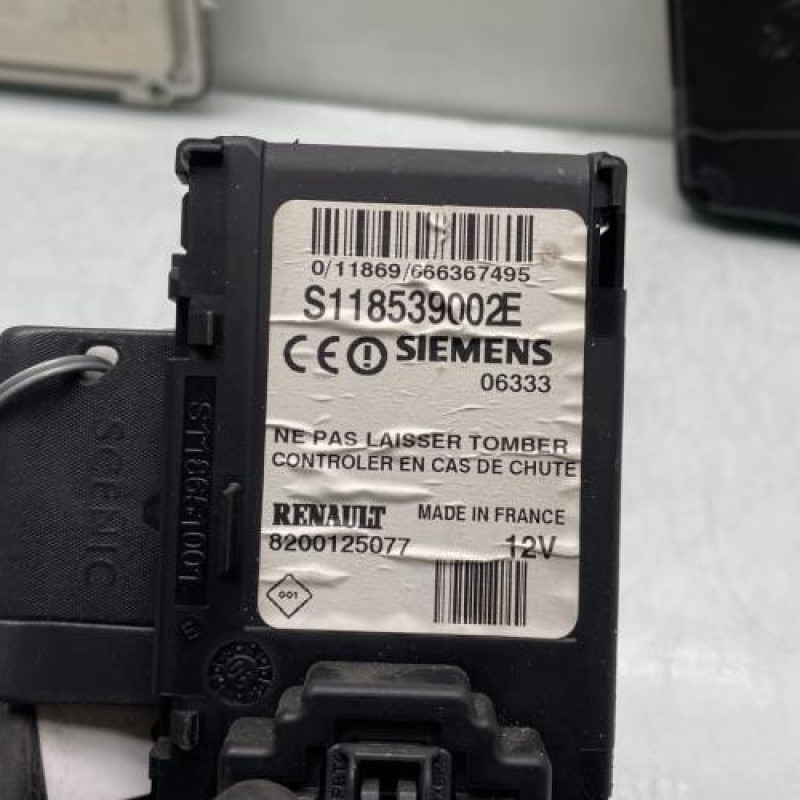 0/11869/666367495
S118539002E
CE SIEMENS
06333
NE PAS LAISSER TOMBER
CONTROLER EN CAS DE CHUTE
RENAULT MADE IN FRANCE
8200125077 12V
001
SCENIC